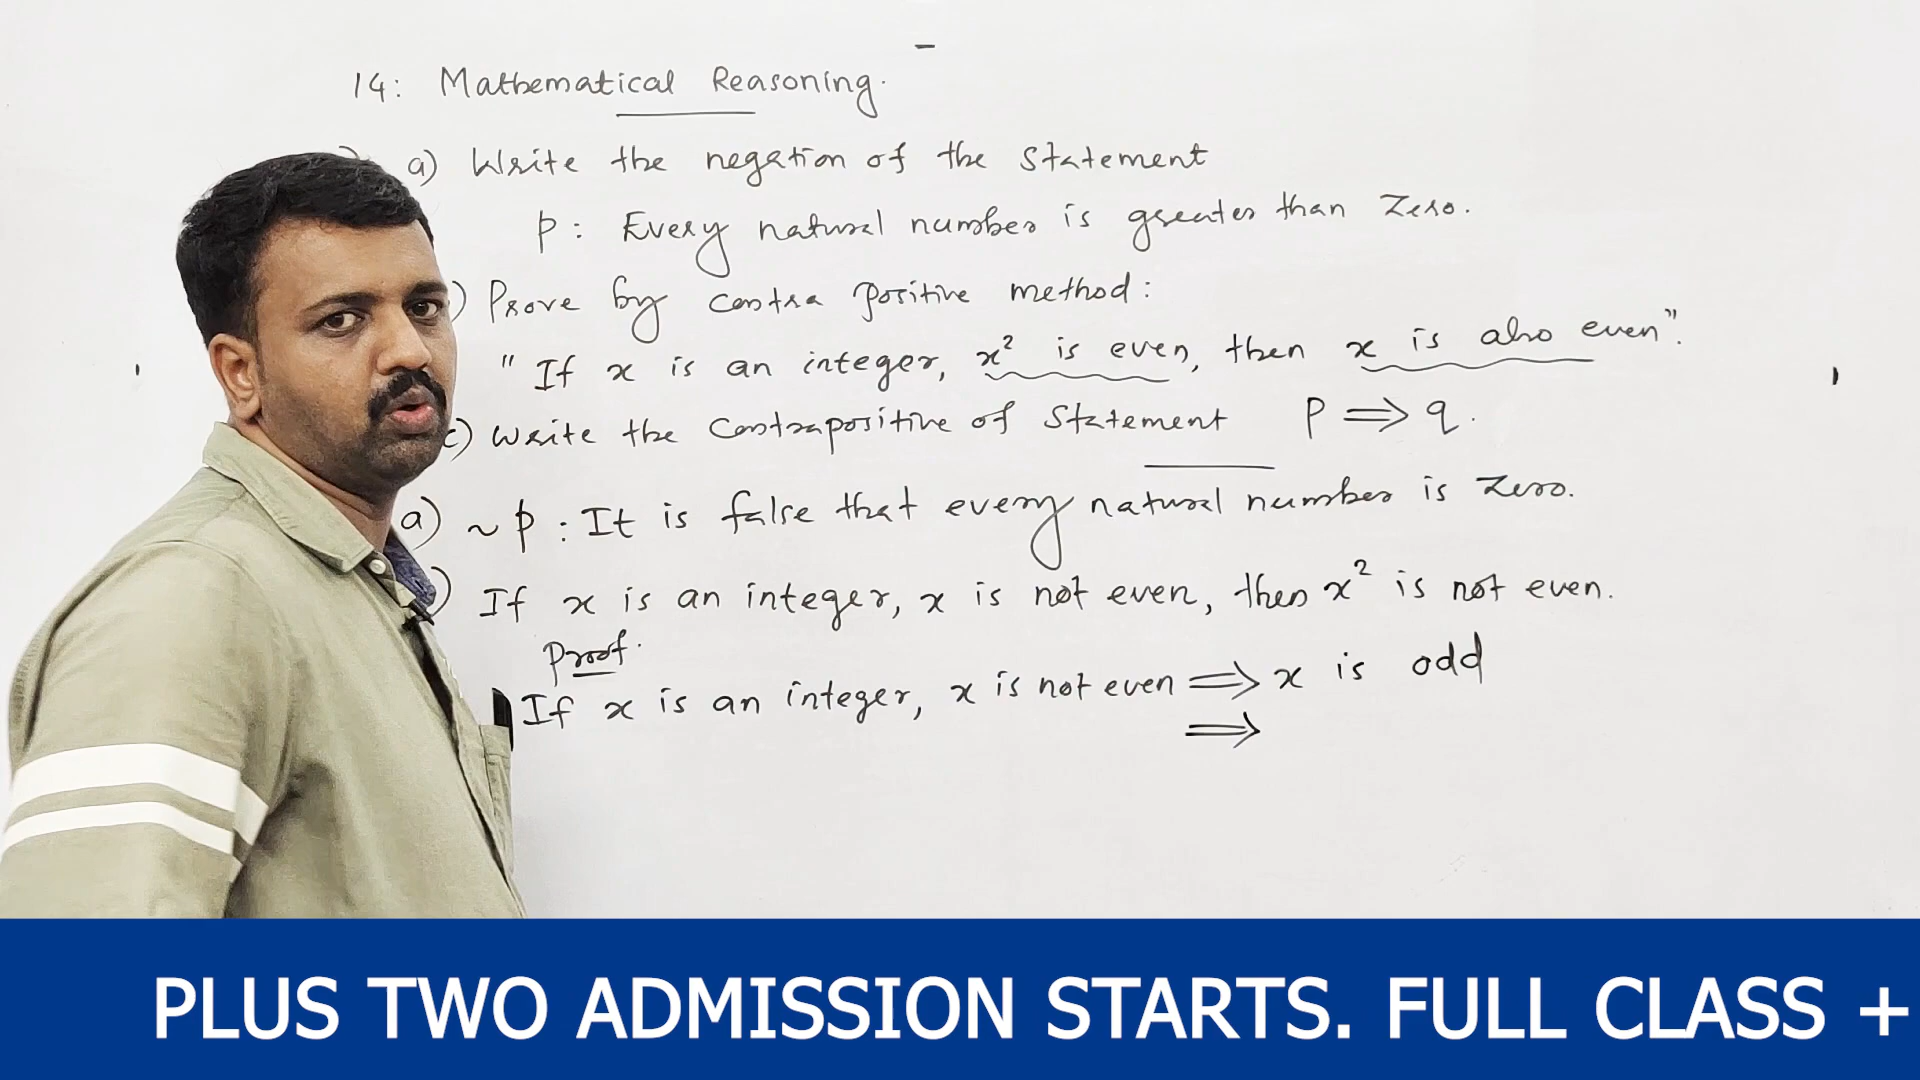 14: Mathematical Reasoning.
a) Write the negation of the Statement
p: Every natural number is greater than Zero.
) Prove by contra positive method:
"If x is an integer, x² is even, then x is also even".
c) Write the Contrapositive of Statement P ⟹ q.
a) ~p : It is false that every natural number is Zero.
) If x is an integer, x is not even, then x² is not even.
Proof.
If x is an integer, x is not even ⟹ x is odd
⟹
PLUS TWO ADMISSION STARTS. FULL CLASS +